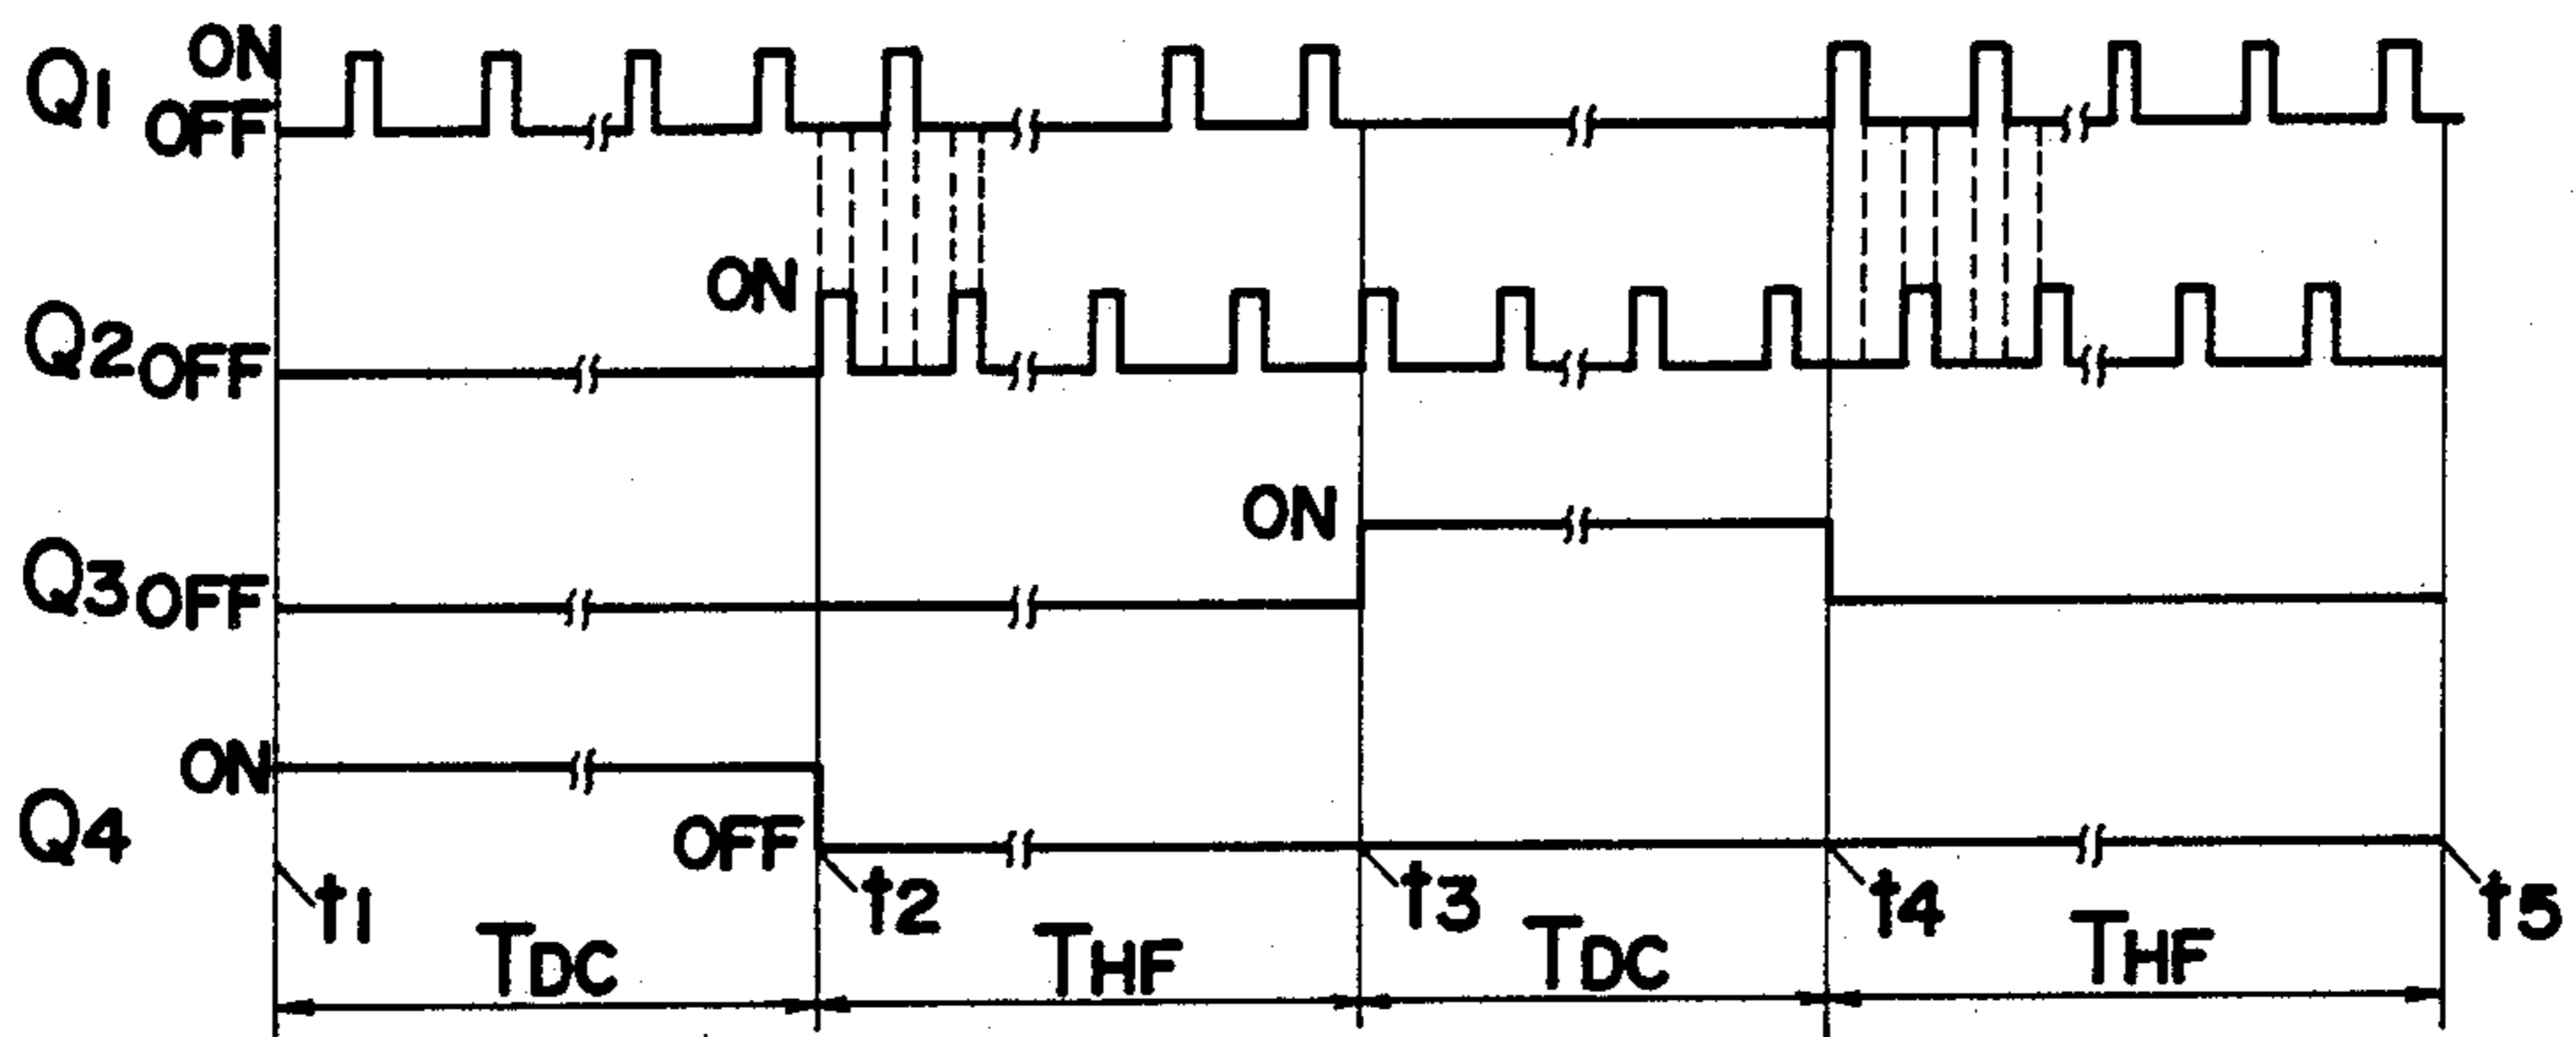 Q1 ON
OFF
Q2 ON
OFF
Q3 ON
OFF
Q4 ON
OFF
t1 t2 t3 t4 t5
TDC THF TDC THF